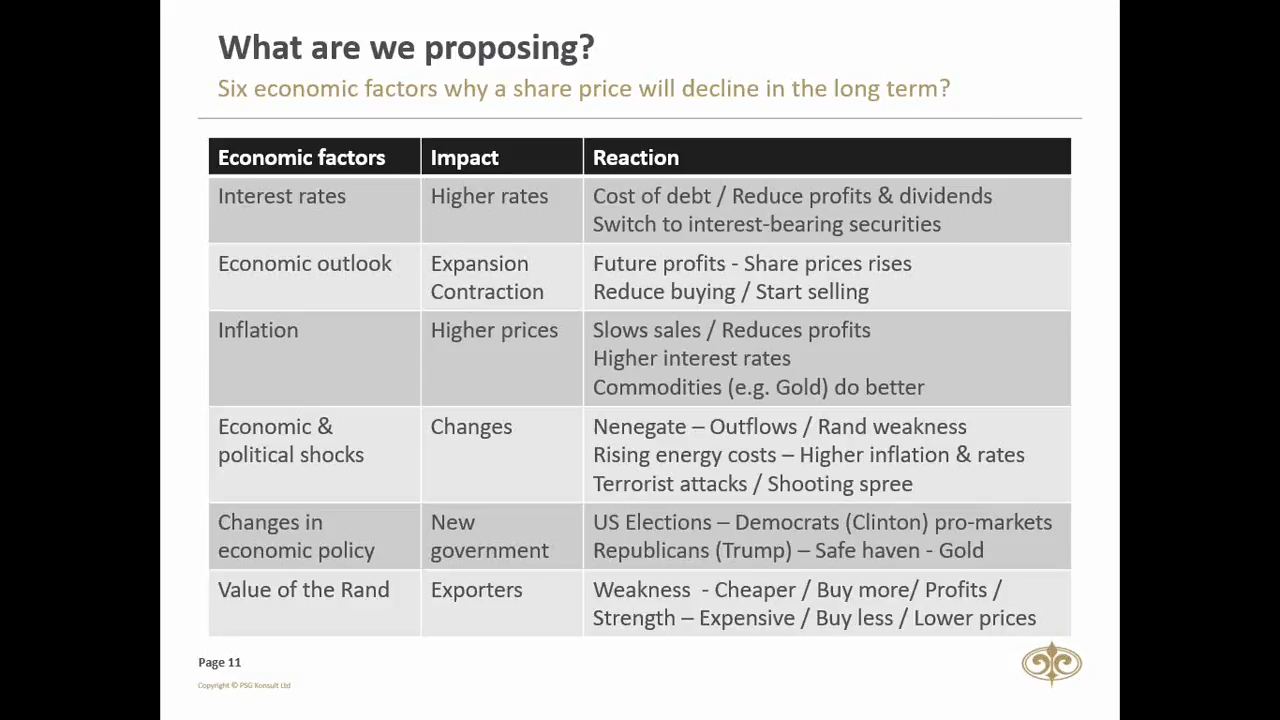 What are we proposing?
Six economic factors why a share price will decline in the long term?
Economic factors Impact Reaction
Interest rates Higher rates Cost of debt / Reduce profits & dividends
Switch to interest-bearing securities
Economic outlook Expansion Future profits - Share prices rises
Contraction Reduce buying / Start selling
Inflation Higher prices Slows sales / Reduces profits
Higher interest rates
Commodities (e.g. Gold) do better
Economic & Changes Nenegate – Outflows / Rand weakness
political shocks Rising energy costs – Higher inflation & rates
Terrorist attacks / Shooting spree
Changes in New US Elections – Democrats (Clinton) pro-markets
economic policy government Republicans (Trump) – Safe haven - Gold
Value of the Rand Exporters Weakness - Cheaper / Buy more/ Profits /
Strength – Expensive / Buy less / Lower prices
Page 11
Copyright © PSG Konsult Ltd